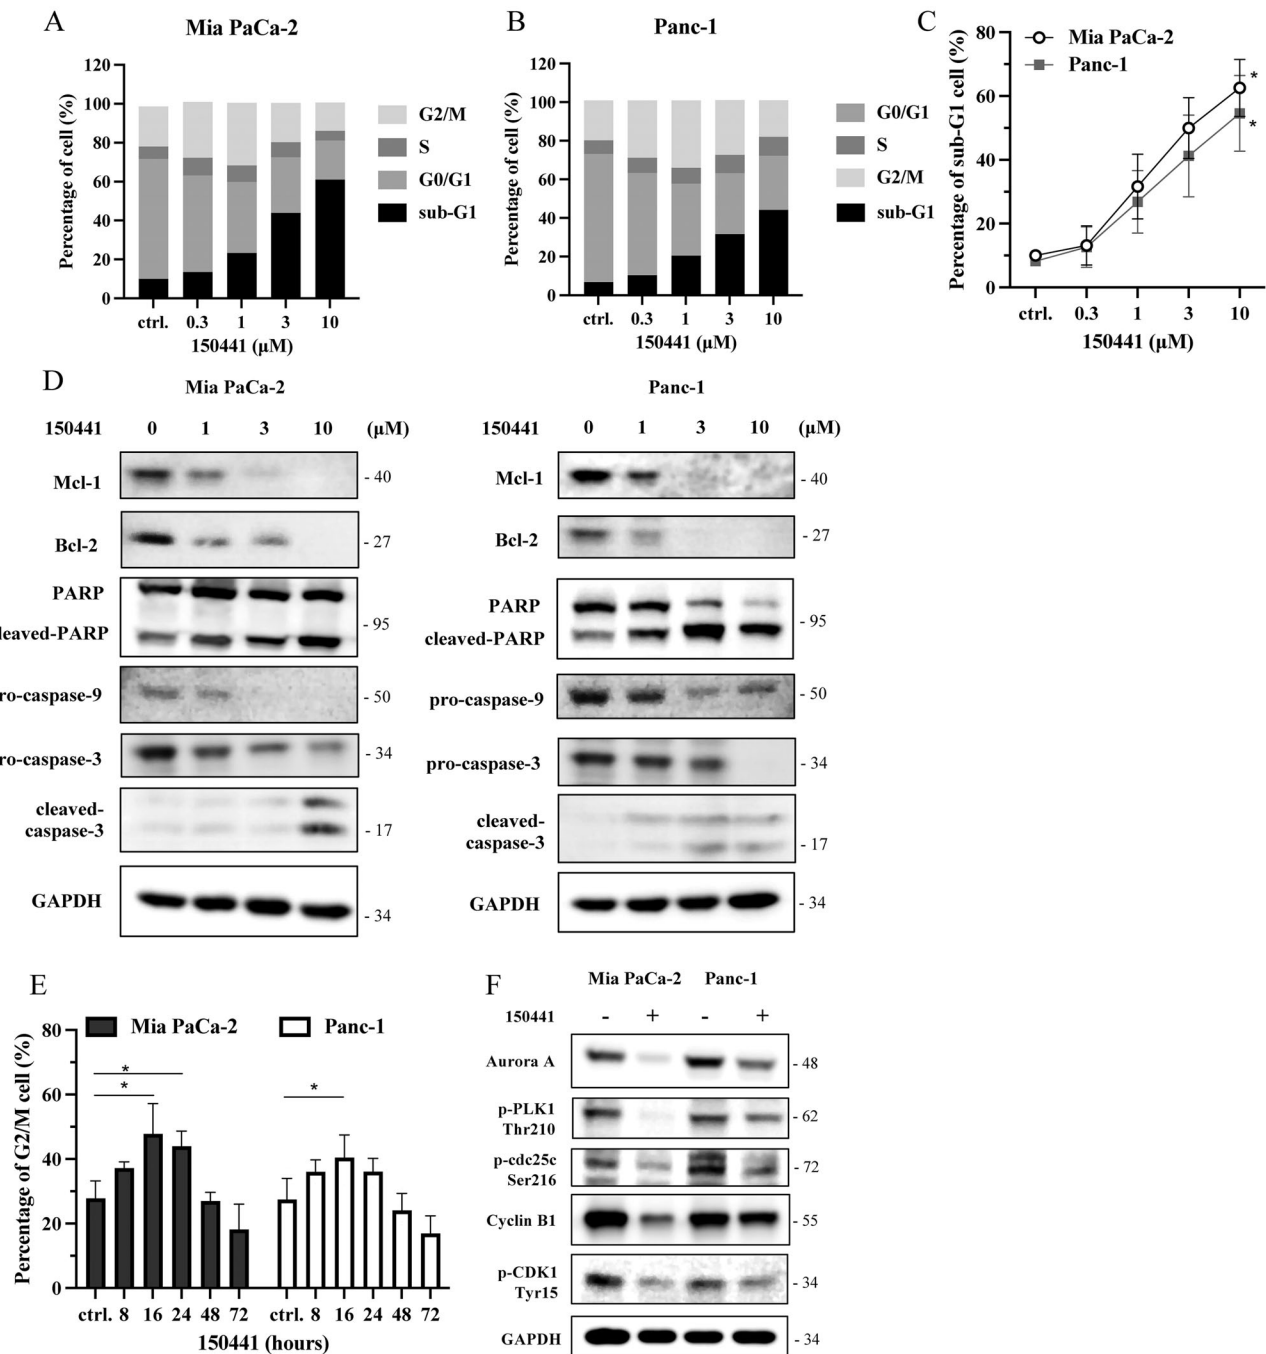 A
Mia PaCa-2
Percentage of cell (%)
120
100
80
60
40
20
0
ctrl. 0.3 1 3 10
150441 (μM)
G2/M
S
G0/G1
sub-G1
B
Panc-1
Percentage of cell (%)
120
100
80
60
40
20
0
ctrl. 0.3 1 3 10
150441 (μM)
G0/G1
S
G2/M
sub-G1
C
Percentage of sub-G1 cell (%)
80
60
40
20
0
Mia PaCa-2
Panc-1
*
*
ctrl. 0.3 1 3 10
150441 (μM)
D
Mia PaCa-2
150441 0 1 3 10 (μM)
Mcl-1 - 40
Bcl-2 - 27
PARP
- 95
leaved-PARP
ro-caspase-9 - 50
ro-caspase-3 - 34
cleaved-
caspase-3 - 17
GAPDH - 34
Panc-1
150441 0 1 3 10 (μM)
Mcl-1 - 40
Bcl-2 - 27
PARP
- 95
cleaved-PARP
pro-caspase-9 - 50
pro-caspase-3 - 34
cleaved-
caspase-3 - 17
GAPDH - 34
E
Percentage of G2/M cell (%)
80
60
40
20
0
Mia PaCa-2 Panc-1
*
*
*
ctrl. 8 16 24 48 72 ctrl. 8 16 24 48 72
150441 (hours)
F
Mia PaCa-2 Panc-1
150441 - + - +
Aurora A - 48
p-PLK1
Thr210 - 62
p-cdc25c
Ser216 - 72
Cyclin B1 - 55
p-CDK1
Tyr15 - 34
GAPDH - 34